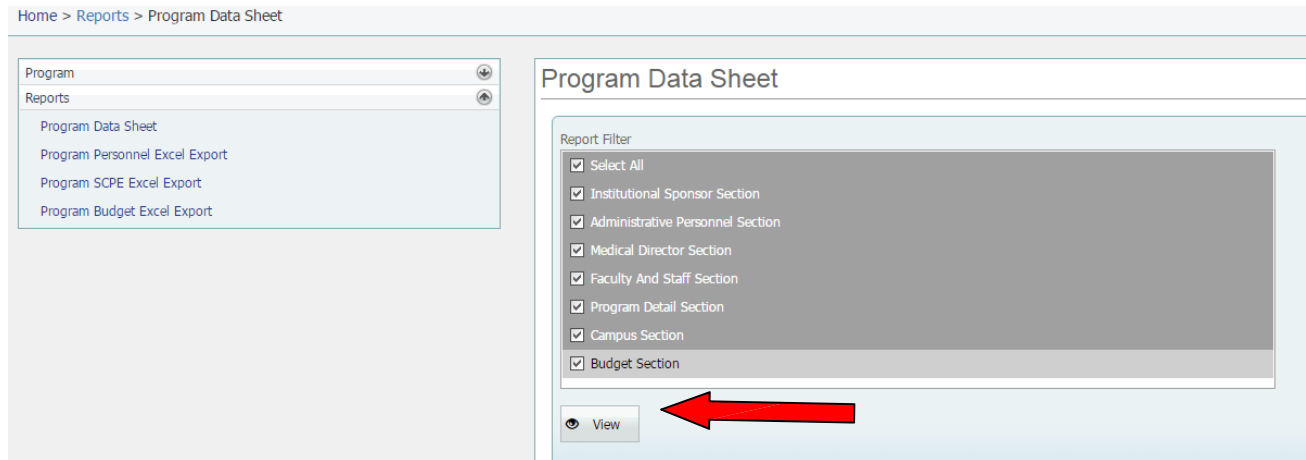 Home > Reports > Program Data Sheet
Program
Reports
Program Data Sheet
Program Personnel Excel Export
Program SCPE Excel Export
Program Budget Excel Export
Program Data Sheet
Report Filter
Select All
Institutional Sponsor Section
Administrative Personnel Section
Medical Director Section
Faculty And Staff Section
Program Detail Section
Campus Section
Budget Section
View